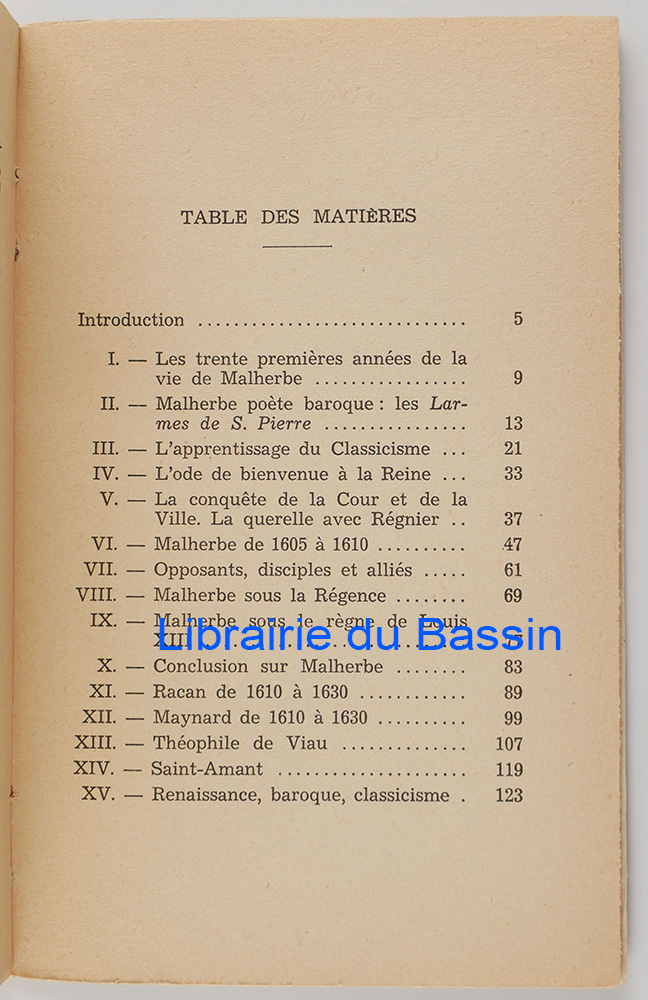 TABLE DES MATIÈRES
Introduction .............................. 5
I. — Les trente premières années de la
vie de Malherbe ................. 9
II. — Malherbe poète baroque : les Lar-
mes de S. Pierre ................ 13
III. — L'apprentissage du Classicisme ... 21
IV. — L'ode de bienvenue à la Reine ... 33
V. — La conquête de la Cour et de la
Ville. La querelle avec Régnier .. 37
VI. — Malherbe de 1605 à 1610 .......... 47
VII. — Opposants, disciples et alliés ..... 61
VIII. — Malherbe sous la Régence ........ 69
IX. — Malherbe sous le règne de Louis
XIII ............................. 77
Librairie du Bassin
X. — Conclusion sur Malherbe ........ 83
XI. — Racan de 1610 à 1630 ............ 89
XII. — Maynard de 1610 à 1630 .......... 99
XIII. — Théophile de Viau .............. 107
XIV. — Saint-Amant ..................... 119
XV. — Renaissance, baroque, classicisme . 123